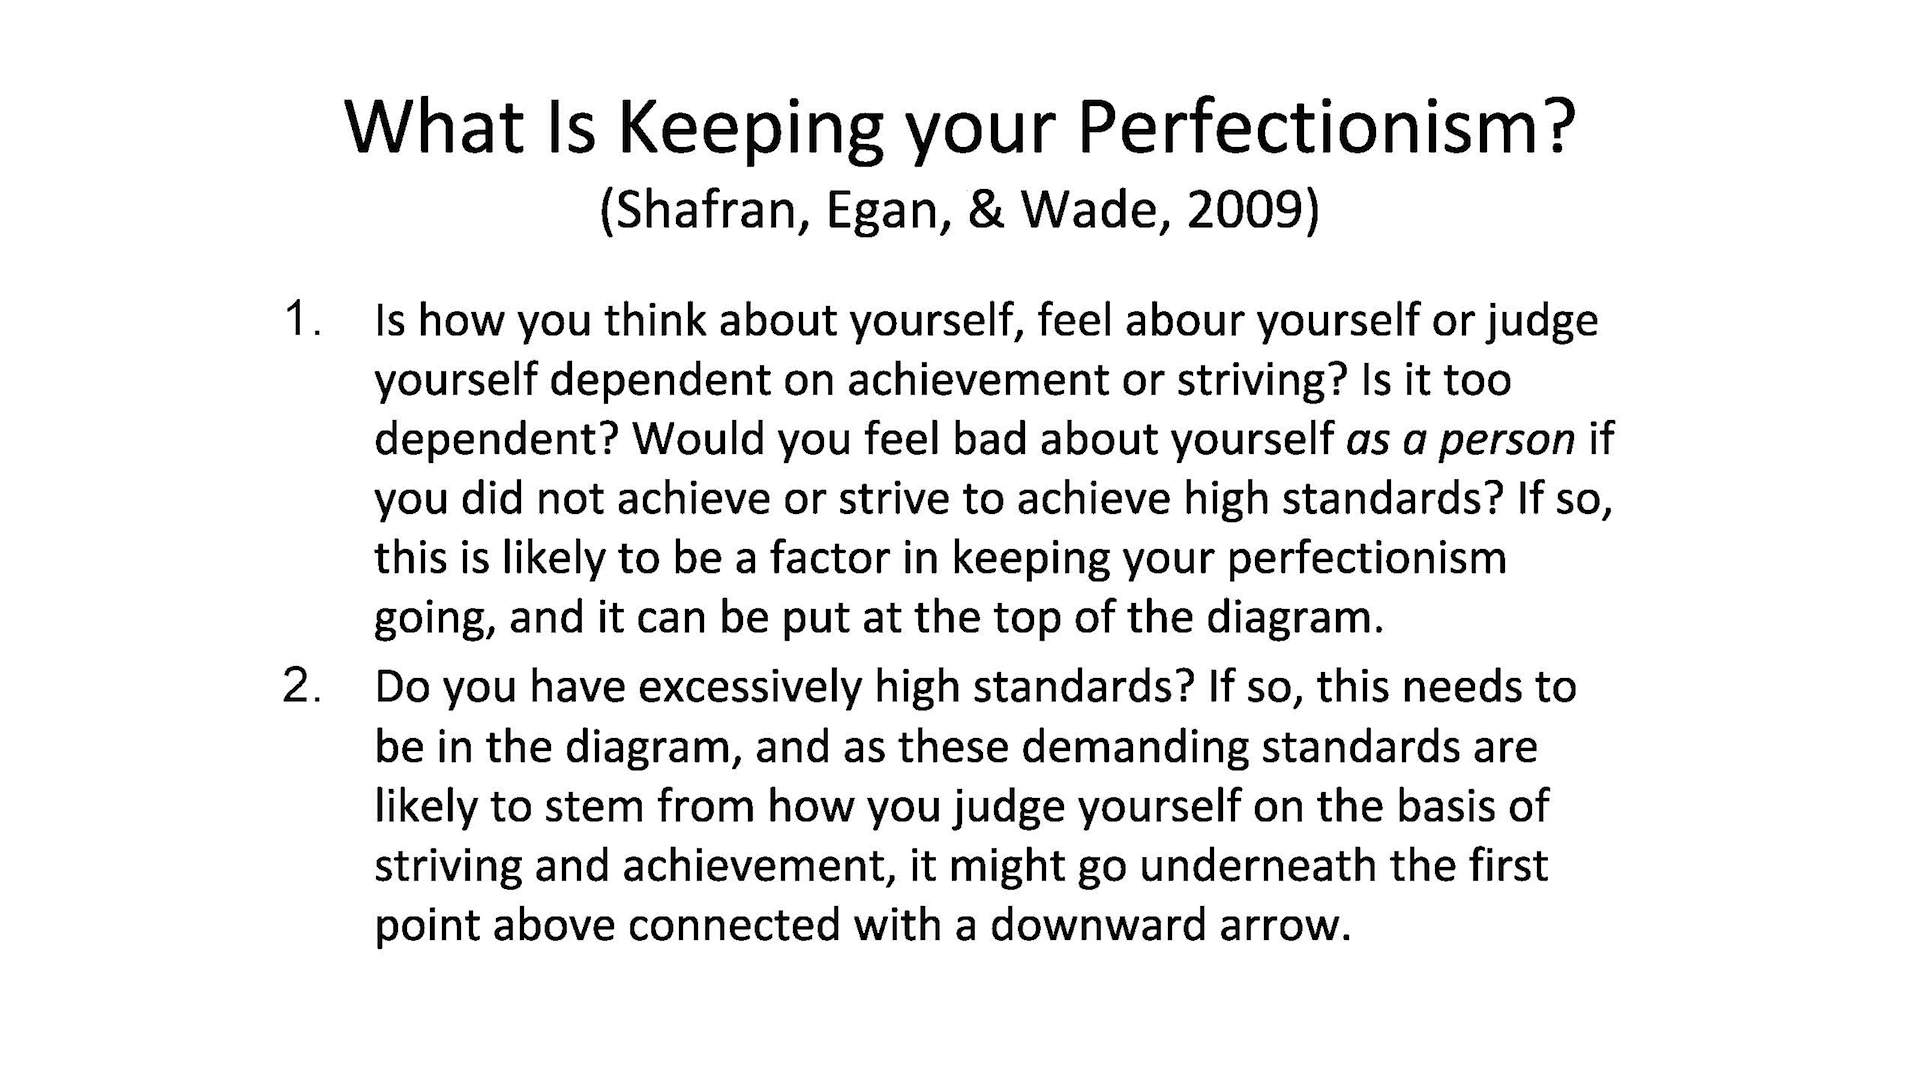 What Is Keeping your Perfectionism?
(Shafran, Egan, & Wade, 2009)
1. Is how you think about yourself, feel abour yourself or judge
yourself dependent on achievement or striving? Is it too
dependent? Would you feel bad about yourself as a person if
you did not achieve or strive to achieve high standards? If so,
this is likely to be a factor in keeping your perfectionism
going, and it can be put at the top of the diagram.
2. Do you have excessively high standards? If so, this needs to
be in the diagram, and as these demanding standards are
likely to stem from how you judge yourself on the basis of
striving and achievement, it might go underneath the first
point above connected with a downward arrow.